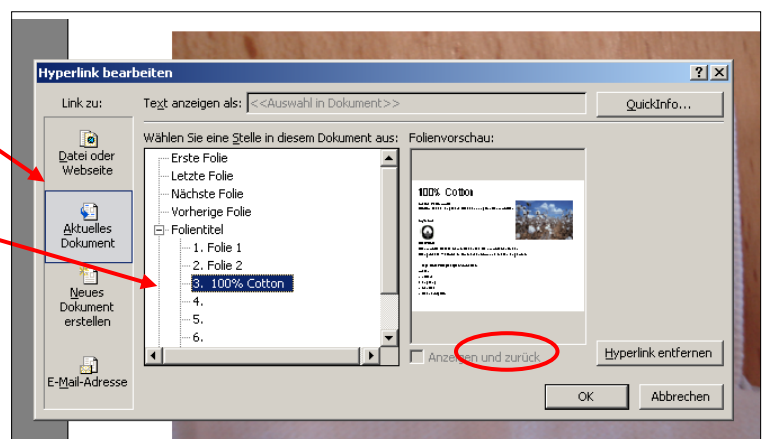 Hyperlink bearbeiten
Link zu:
Text anzeigen als: <<Auswahl in Dokument>>
QuickInfo...
Wählen Sie eine Stelle in diesem Dokument aus:
Folienvorschau:
Datei oder
Webseite
Aktuelles
Dokument
Neues
Dokument
erstellen
E-Mail-Adresse
Erste Folie
Letzte Folie
Nächste Folie
Vorherige Folie
Folientitel
1. Folie 1
2. Folie 2
3. 100% Cotton
4.
5.
6.
100% Cotton
Anzeigen und zurück
Hyperlink entfernen
OK
Abbrechen